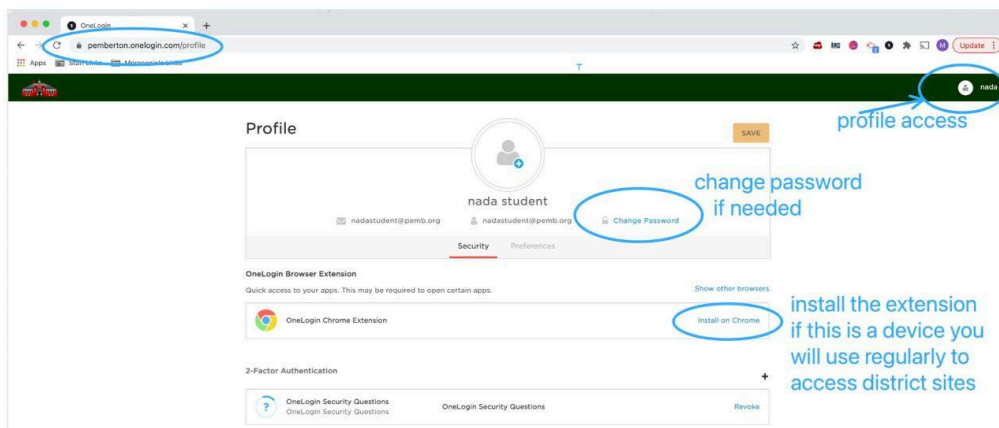 OneLogin
pemberton.onelogin.com/profile
Update
Apps
T
nada
profile access
Profile
SAVE
nada student
change password
if needed
nadastudent@pemb.org nadastudent@pemb.org Change Password
Security Preferences
OneLogin Browser Extension
Quick access to your apps. This may be required to open certain apps. Show other browsers
OneLogin Chrome Extension Install on Chrome
install the extension
if this is a device you
will use regularly to
access district sites
2-Factor Authentication
+
OneLogin Security Questions OneLogin Security Questions Revoke
OneLogin Security Questions